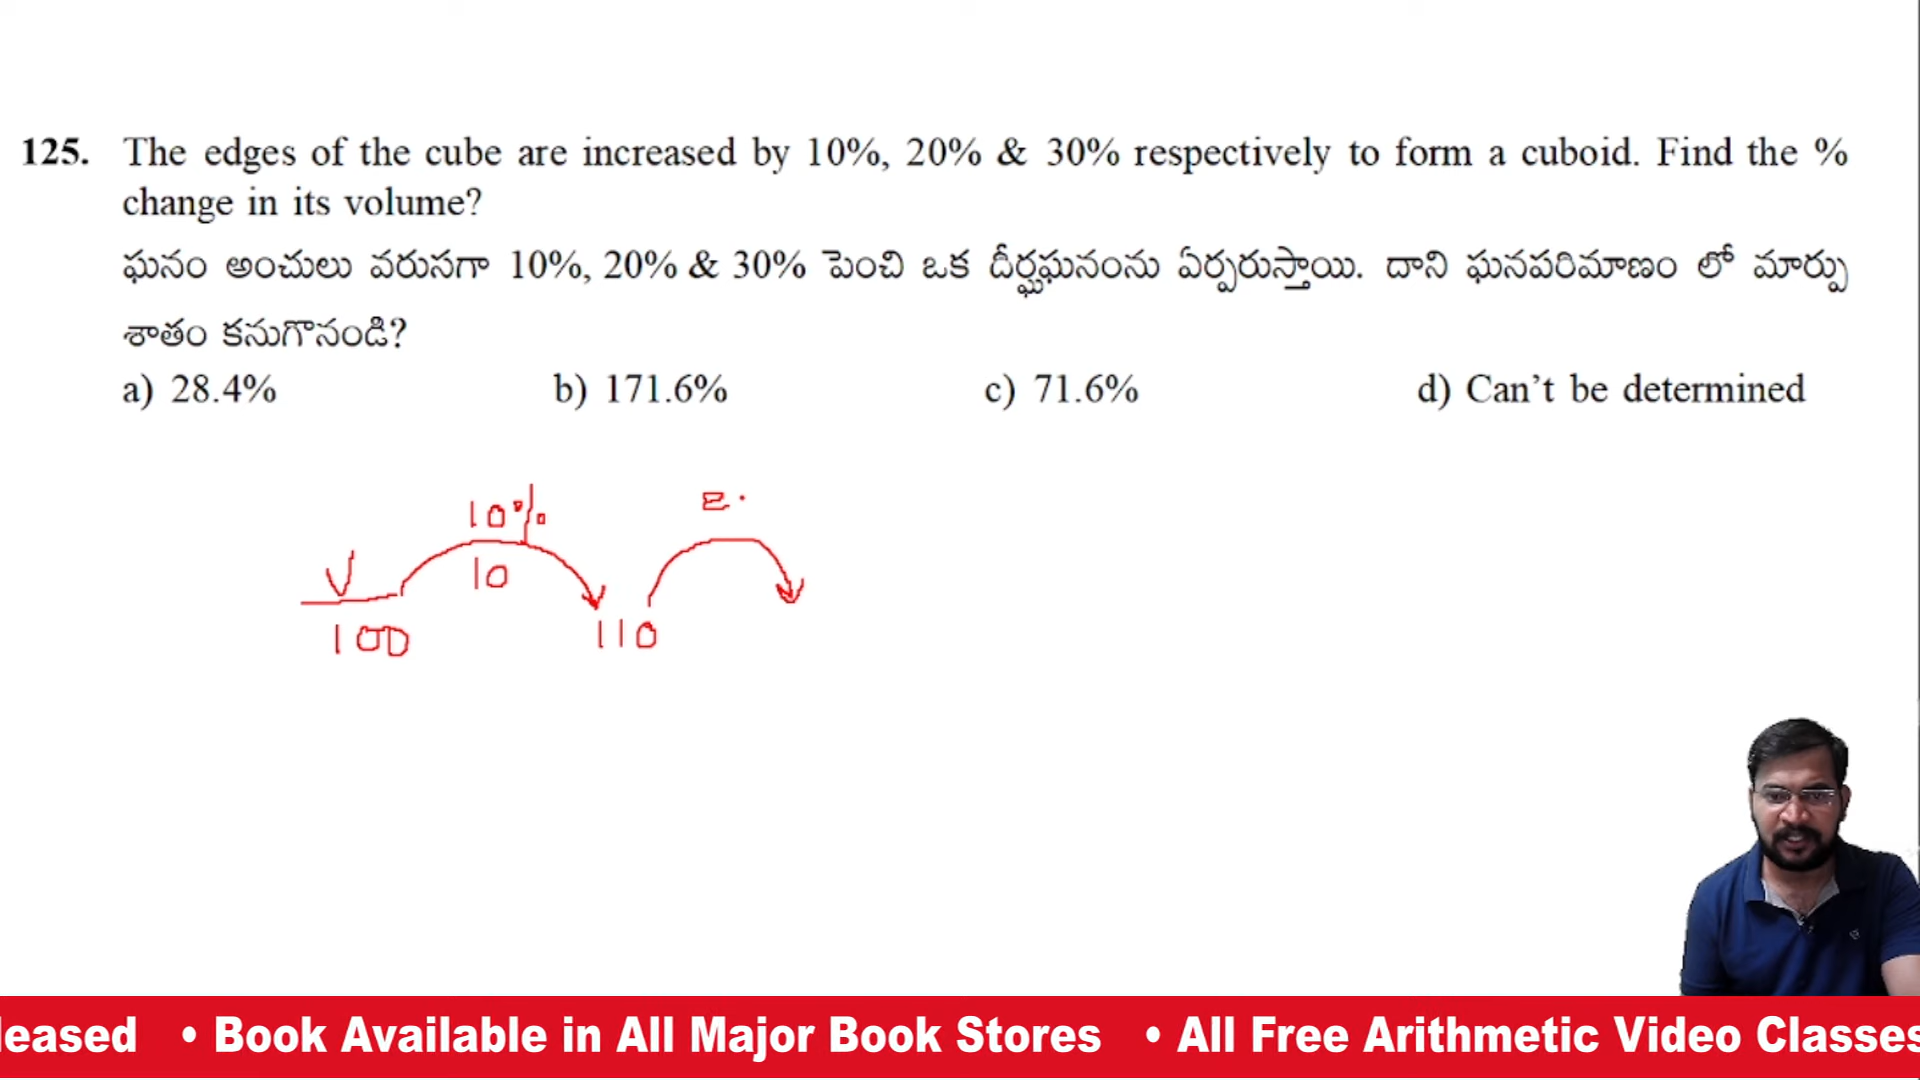 125. The edges of the cube are increased by 10%, 20% & 30% respectively to form a cuboid. Find the %
change in its volume?
ఘనం అంచులు వరుసగా 10%, 20% & 30% పెంచి ఒక దీర్ఘఘనంను ఏర్పరుస్తాయి. దాని ఘనపరిమాణం లో మార్పు
శాతం కనుగొనండి?
a) 28.4% b) 171.6% c) 71.6% d) Can't be determined
10%
V 10
100 110
leased • Book Available in All Major Book Stores • All Free Arithmetic Video Classes